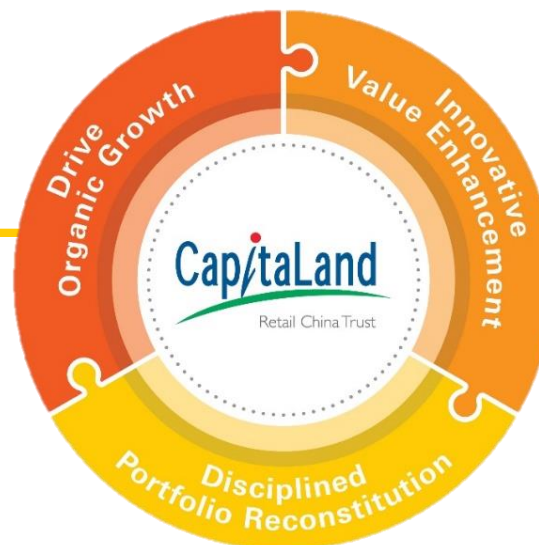 Drive
Organic Growth
Innovative
Value Enhancement
CapitaLand
Retail China Trust
Disciplined
Portfolio Reconstitution